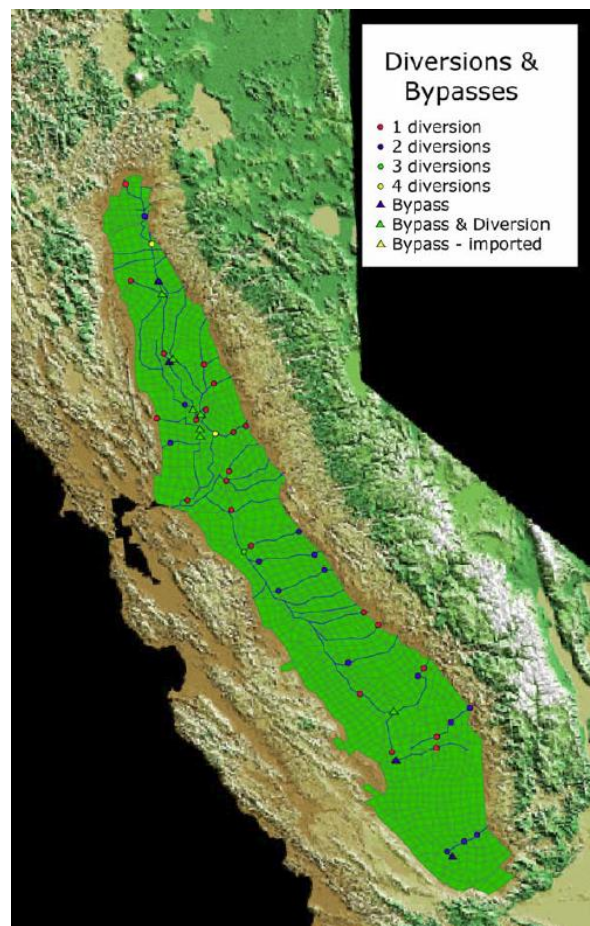 Diversions &
Bypasses
1 diversion
2 diversions
3 diversions
4 diversions
Bypass
Bypass & Diversion
Bypass - imported